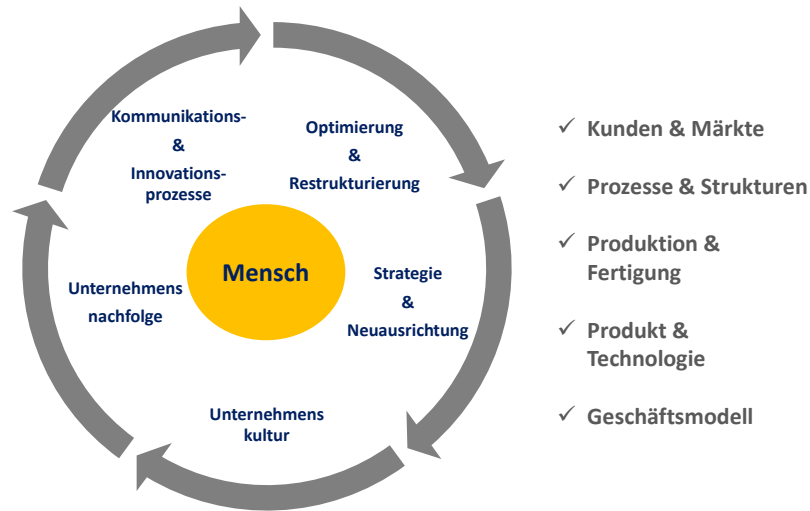 Kommunikations-
&
Innovations-
prozesse
Optimierung
&
Restrukturierung
Mensch
Unternehmens
nachfolge
Strategie
&
Neuausrichtung
Unternehmens
kultur
✓ Kunden & Märkte
✓ Prozesse & Strukturen
✓ Produktion &
Fertigung
✓ Produkt &
Technologie
✓ Geschäftsmodell